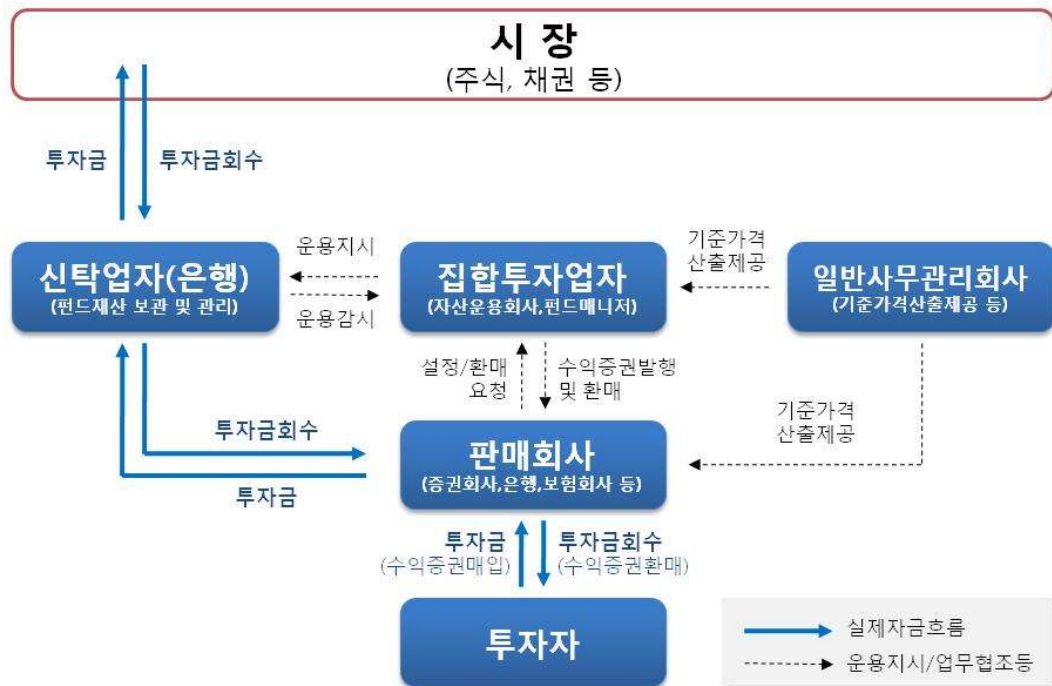 시 장
(주식, 채권 등)
투자금
투자금회수
신탁업자(은행)
(펀드재산 보관 및 관리)
운용지시
운용감시
집합투자업자
(자산운용회사,펀드매니저)
기준가격
산출제공
일반사무관리회사
(기준가격산출제공 등)
설정/환매
요청
수익증권발행
및 환매
기준가격
산출제공
투자금회수
투자금
판매회사
(증권회사,은행,보험회사 등)
투자금
(수익증권매입)
투자금회수
(수익증권환매)
투자자
실제자금흐름
운용지시/업무협조등